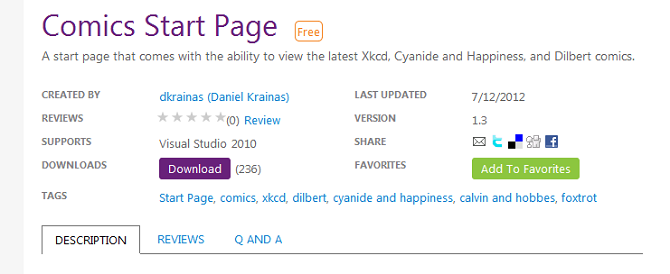 Comics Start Page Free
A start page that comes with the ability to view the latest Xkcd, Cyanide and Happiness, and Dilbert comics.
CREATED BY dkrainas (Daniel Krainas) LAST UPDATED 7/12/2012
REVIEWS (0) Review VERSION 1.3
SUPPORTS Visual Studio 2010 SHARE
DOWNLOADS Download (236) FAVORITES Add To Favorites
TAGS Start Page, comics, xkcd, dilbert, cyanide and happiness, calvin and hobbes, foxtrot
DESCRIPTION REVIEWS Q AND A